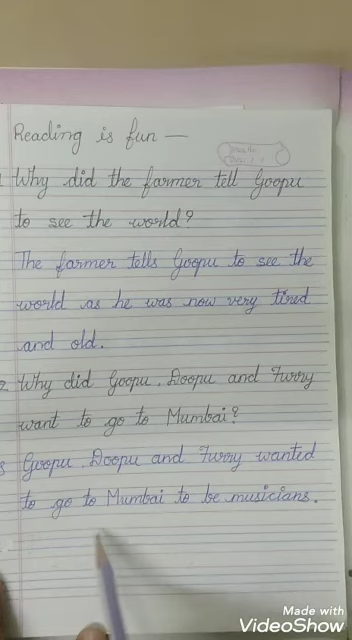 Reading is fun —
Why did the farmer tell Goopu
to see the world?
The farmer tells Goopu to see the
world as he was now very tired
and old.
2 Why did Goopu, Doopu and Furry
want to go to Mumbai?
Goopu, Doopu and Furry wanted
to go to Mumbai to be musicians.
Made with
VideoShow